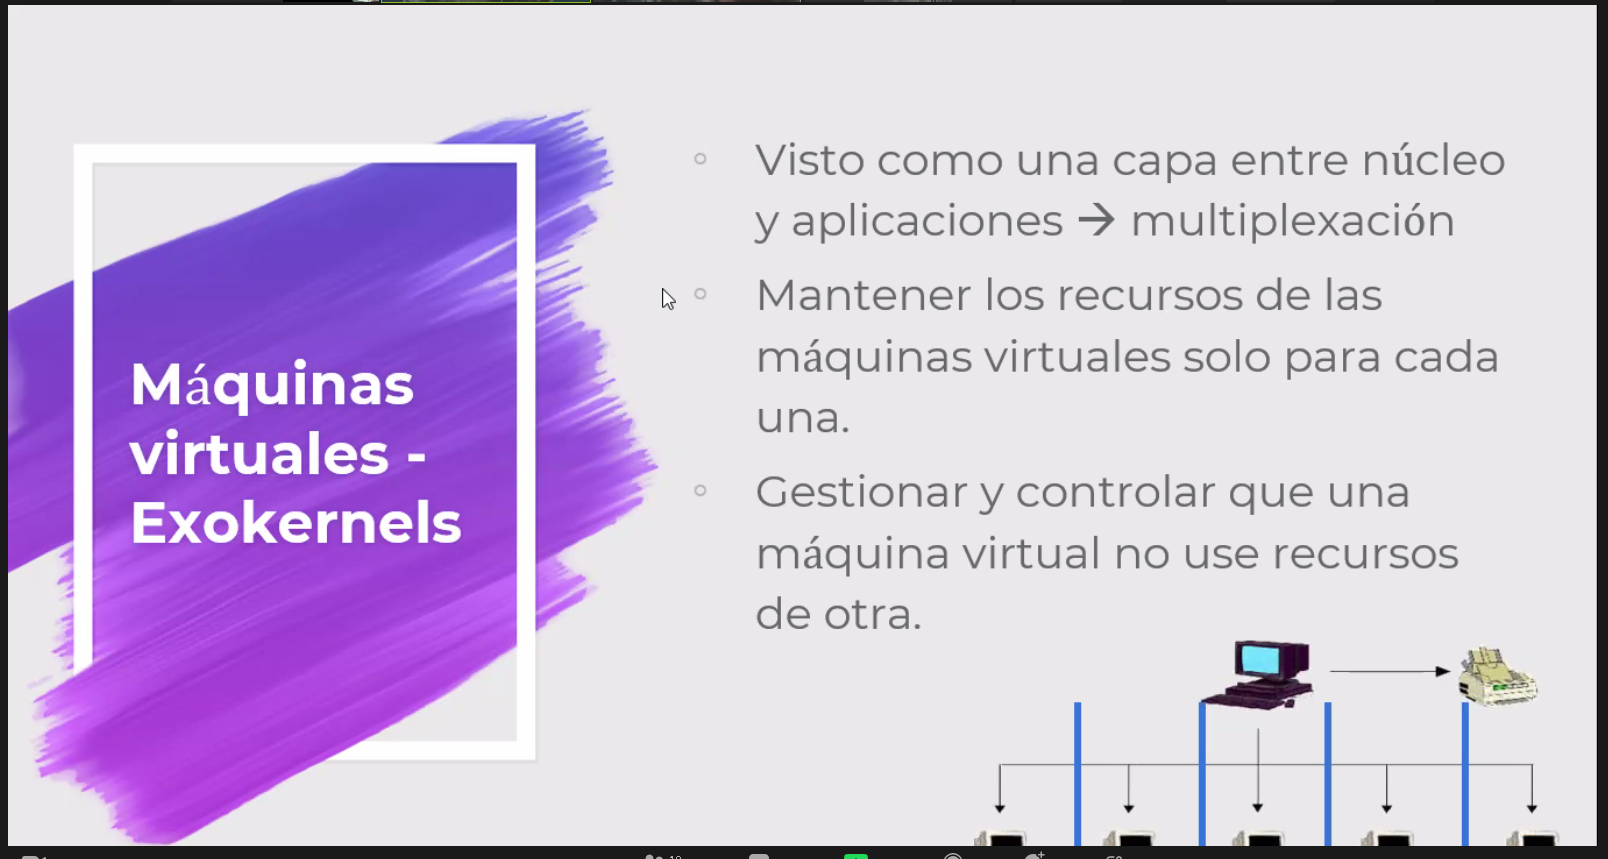 Máquinas
virtuales -
Exokernels
Visto como una capa entre núcleo
y aplicaciones → multiplexación
Mantener los recursos de las
máquinas virtuales solo para cada
una.
Gestionar y controlar que una
máquina virtual no use recursos
de otra.